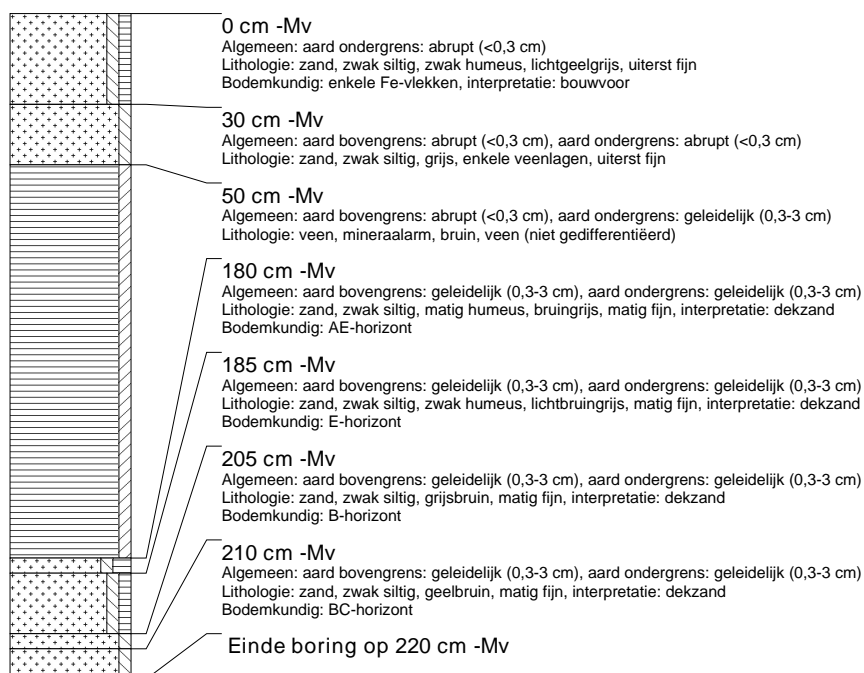 0 cm -Mv
Algemeen: aard ondergrens: abrupt (<0,3 cm)
Lithologie: zand, zwak siltig, zwak humeus, lichtgeelgrijs, uiterst fijn
Bodemkundig: enkele Fe-vlekken, interpretatie: bouwvoor
30 cm -Mv
Algemeen: aard bovengrens: abrupt (<0,3 cm), aard ondergrens: abrupt (<0,3 cm)
Lithologie: zand, zwak siltig, grijs, enkele veenlagen, uiterst fijn
50 cm -Mv
Algemeen: aard bovengrens: abrupt (<0,3 cm), aard ondergrens: geleidelijk (0,3-3 cm)
Lithologie: veen, mineraalarm, bruin, veen (niet gedifferentiëerd)
180 cm -Mv
Algemeen: aard bovengrens: geleidelijk (0,3-3 cm), aard ondergrens: geleidelijk (0,3-3 cm)
Lithologie: zand, zwak siltig, matig humeus, bruingrijs, matig fijn, interpretatie: dekzand
Bodemkundig: AE-horizont
185 cm -Mv
Algemeen: aard bovengrens: geleidelijk (0,3-3 cm), aard ondergrens: geleidelijk (0,3-3 cm)
Lithologie: zand, zwak siltig, zwak humeus, lichtbruingrijs, matig fijn, interpretatie: dekzand
Bodemkundig: E-horizont
205 cm -Mv
Algemeen: aard bovengrens: geleidelijk (0,3-3 cm), aard ondergrens: geleidelijk (0,3-3 cm)
Lithologie: zand, zwak siltig, grijsbruin, matig fijn, interpretatie: dekzand
Bodemkundig: B-horizont
210 cm -Mv
Algemeen: aard bovengrens: geleidelijk (0,3-3 cm), aard ondergrens: geleidelijk (0,3-3 cm)
Lithologie: zand, zwak siltig, geelbruin, matig fijn, interpretatie: dekzand
Bodemkundig: BC-horizont
Einde boring op 220 cm -Mv